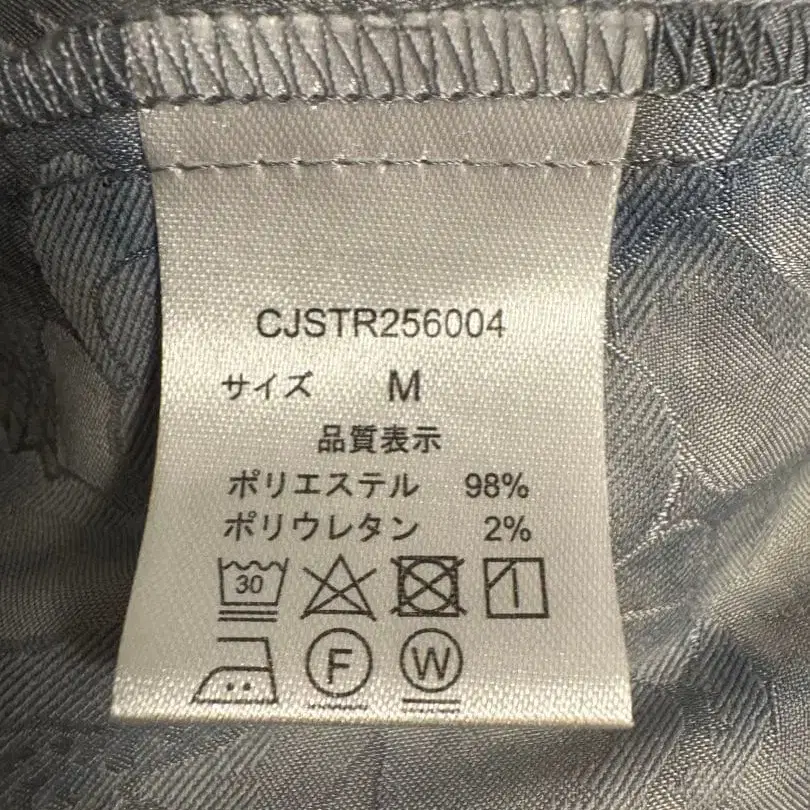 CJSTR256004
サイズ M
品質表示
ポリエステル 98%
ポリウレタン 2%
30
F W